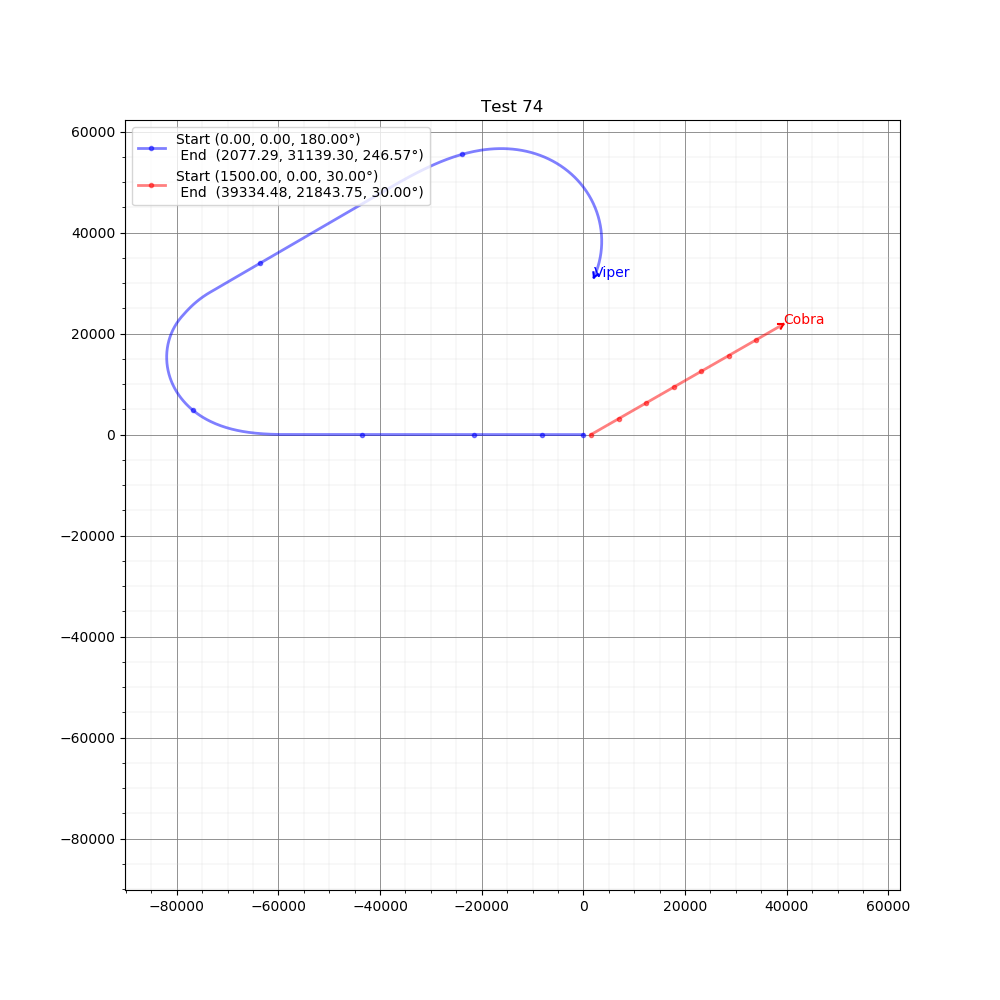 Test 74
Start (0.00, 0.00, 180.00°)
End (2077.29, 31139.30, 246.57°)
Start (1500.00, 0.00, 30.00°)
End (39334.48, 21843.75, 30.00°)
60000
40000
20000
0
−20000
−40000
−60000
−80000
Viper
Cobra
−80000 −60000 −40000 −20000 0 20000 40000 60000